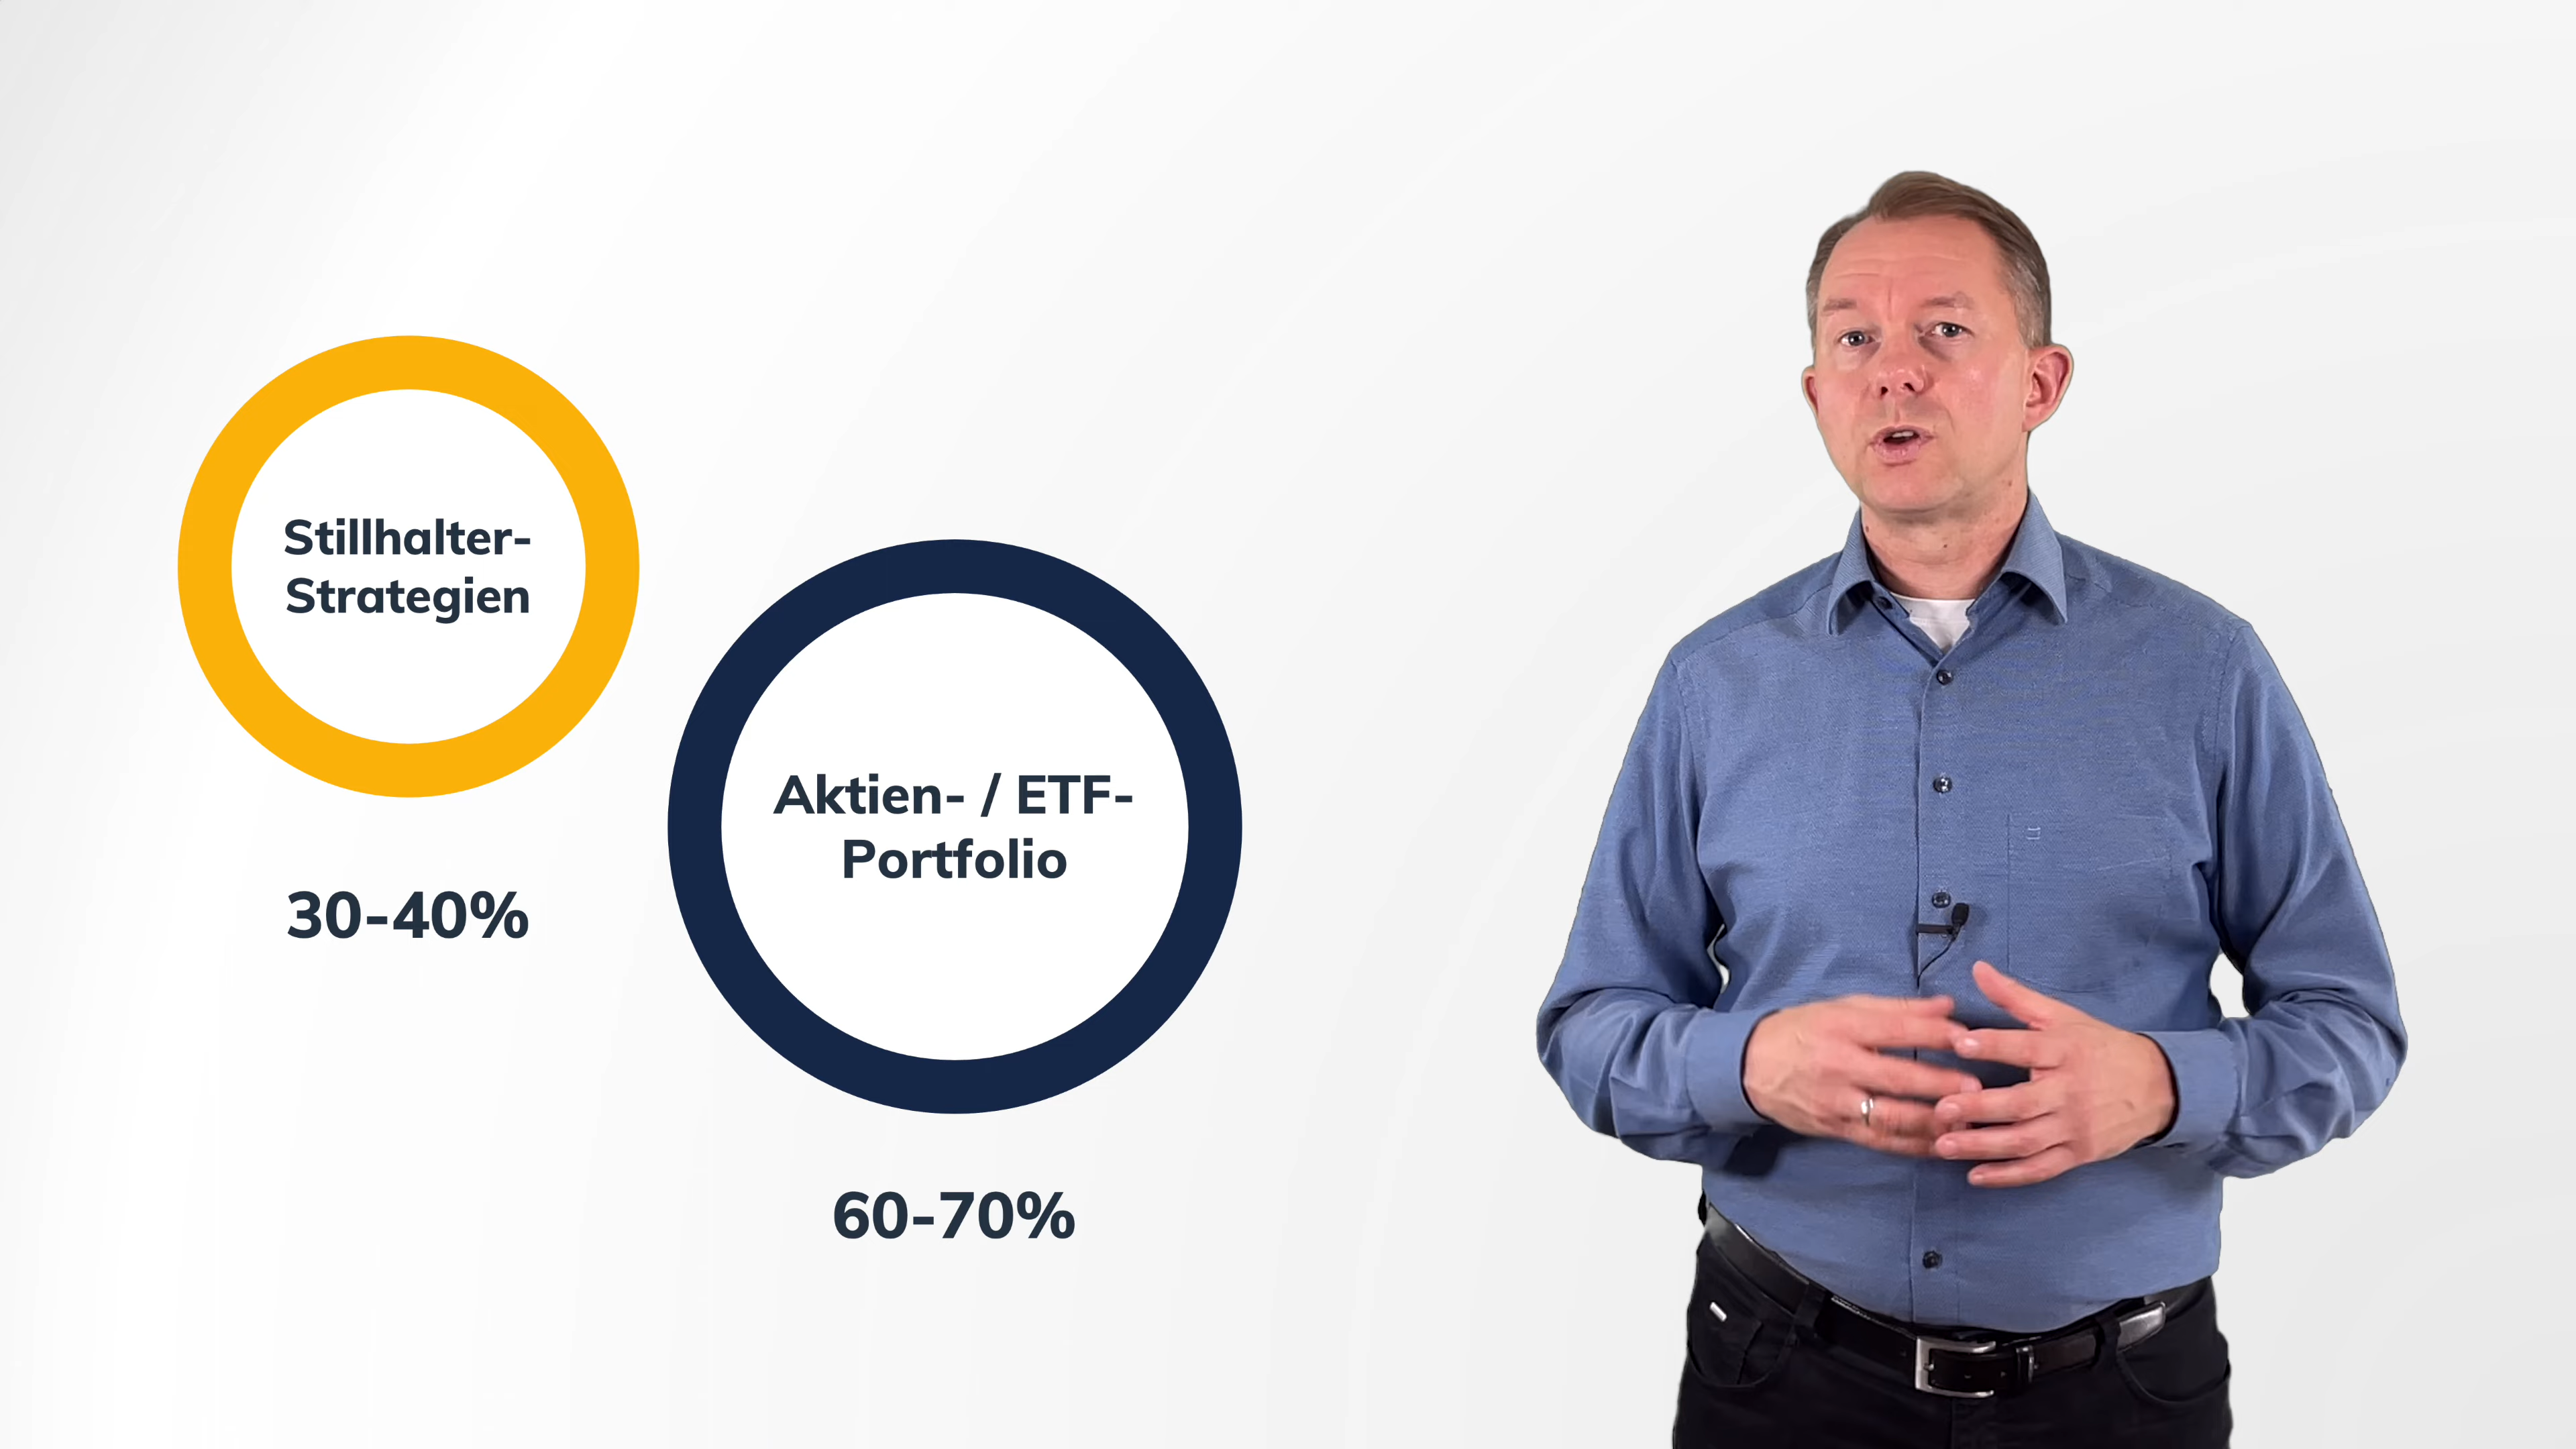 Stillhalter-
Strategien
30-40%
Aktien- / ETF-
Portfolio
60-70%